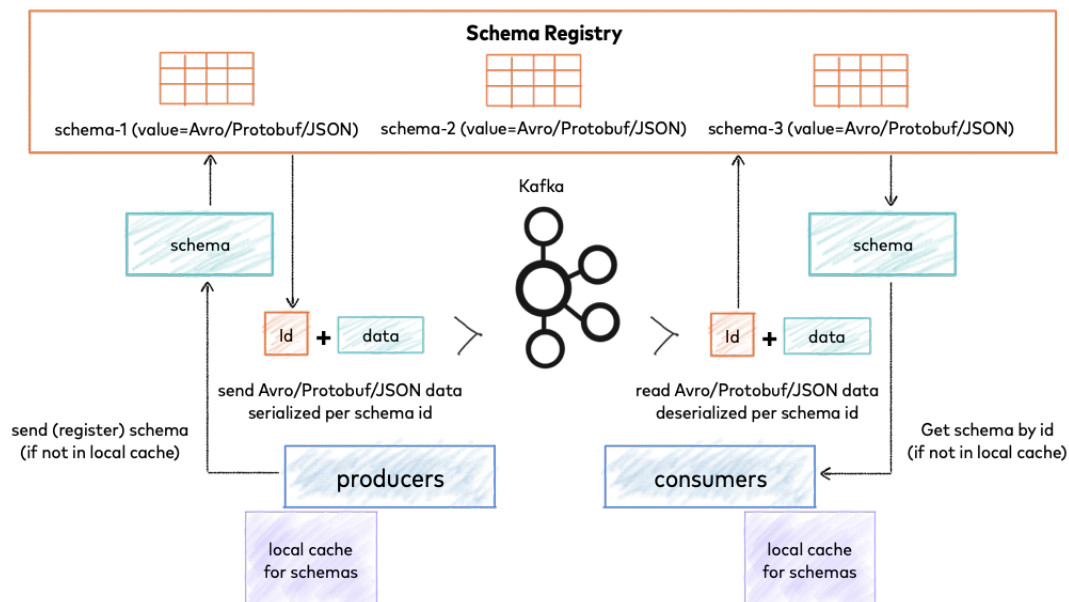 Schema Registry
schema-1 (value=Avro/Protobuf/JSON)
schema-2 (value=Avro/Protobuf/JSON)
schema-3 (value=Avro/Protobuf/JSON)
Kafka
schema
schema
Id
+
data
Id
+
data
send Avro/Protobuf/JSON data
serialized per schema id
read Avro/Protobuf/JSON data
deserialized per schema id
send (register) schema
(if not in local cache)
Get schema by id
(if not in local cache)
producers
consumers
local cache
for schemas
local cache
for schemas